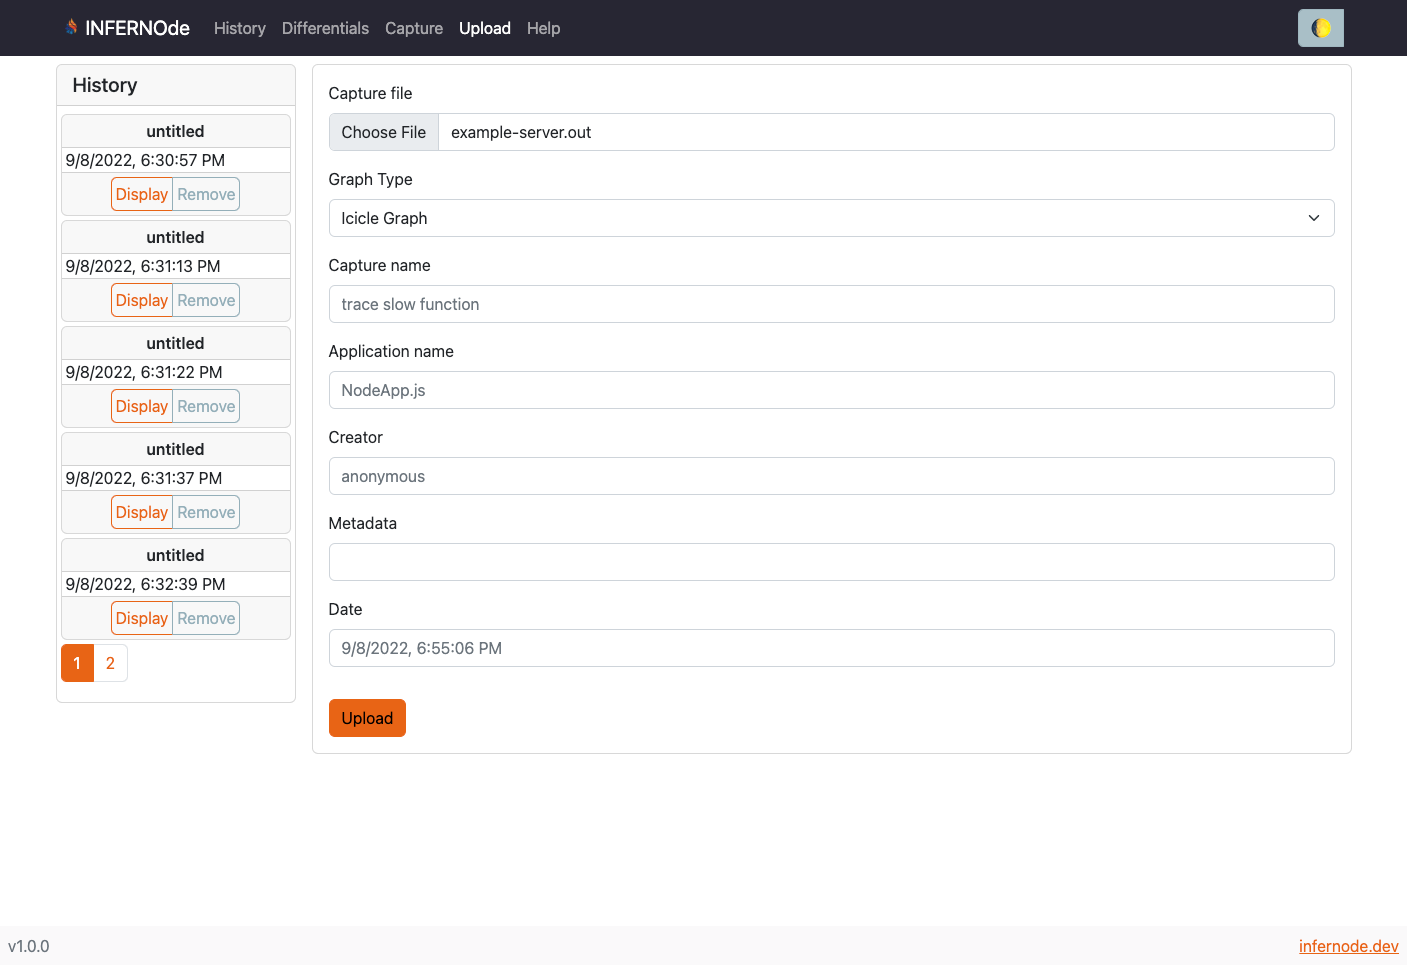 INFERNOde History Differentials Capture Upload Help
History
untitled
9/8/2022, 6:30:57 PM
Display Remove
untitled
9/8/2022, 6:31:13 PM
Display Remove
untitled
9/8/2022, 6:31:22 PM
Display Remove
untitled
9/8/2022, 6:31:37 PM
Display Remove
untitled
9/8/2022, 6:32:39 PM
Display Remove
1 2
Capture file
Choose File example-server.out
Graph Type
Icicle Graph
Capture name
trace slow function
Application name
NodeApp.js
Creator
anonymous
Metadata
Date
9/8/2022, 6:55:06 PM
Upload
v1.0.0 infernode.dev